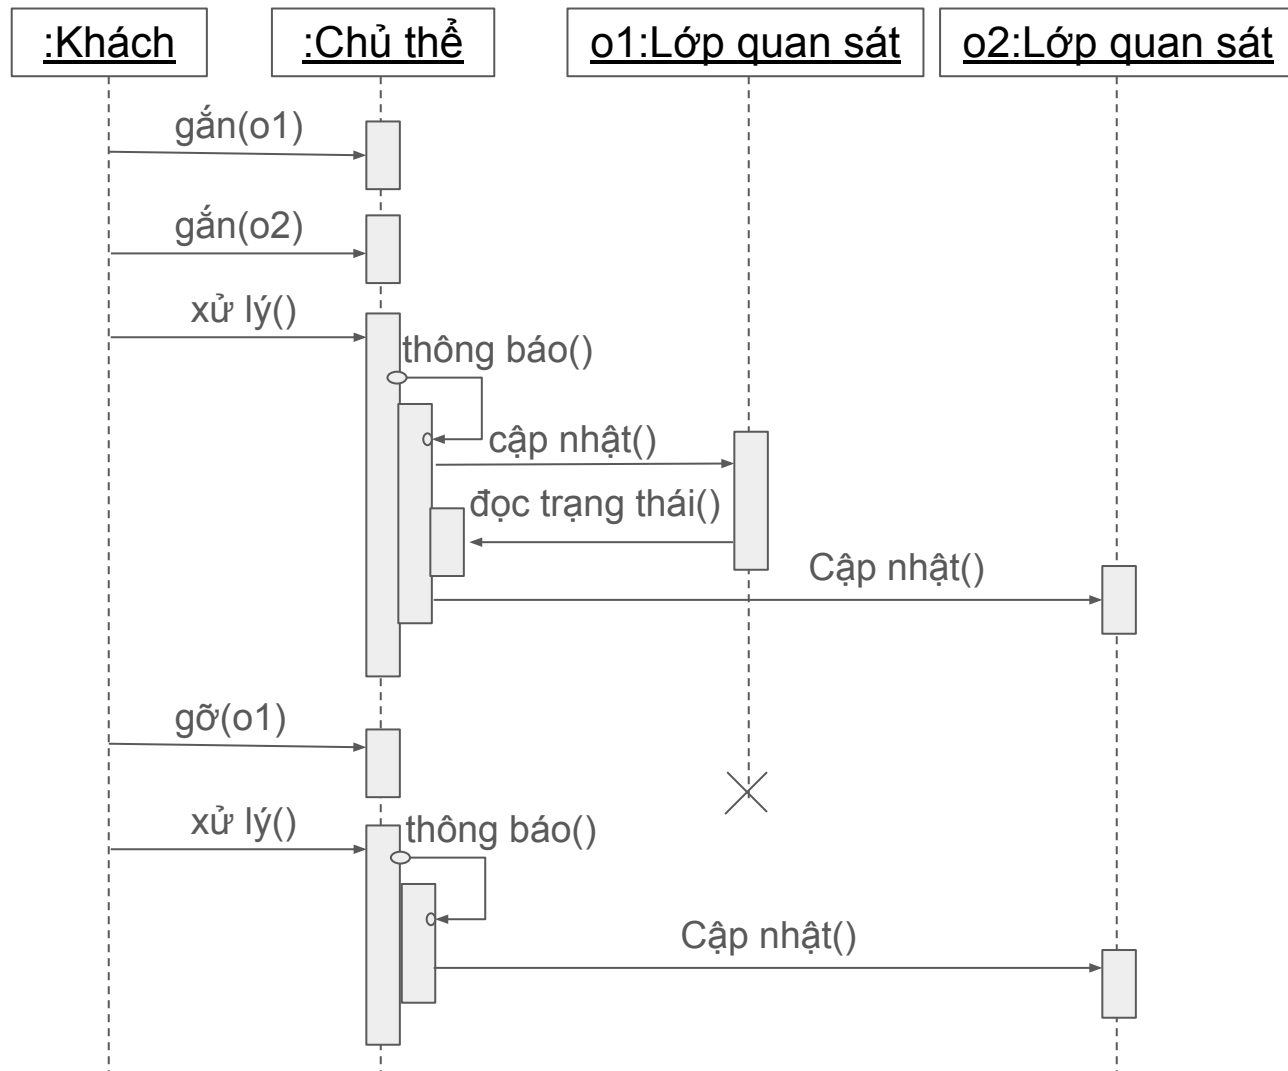 :Khách
:Chủ thể
o1:Lớp quan sát
o2:Lớp quan sát
gắn(o1)
gắn(o2)
xử lý()
thông báo()
cập nhật()
đọc trạng thái()
Cập nhật()
gỡ(o1)
xử lý()
thông báo()
Cập nhật()